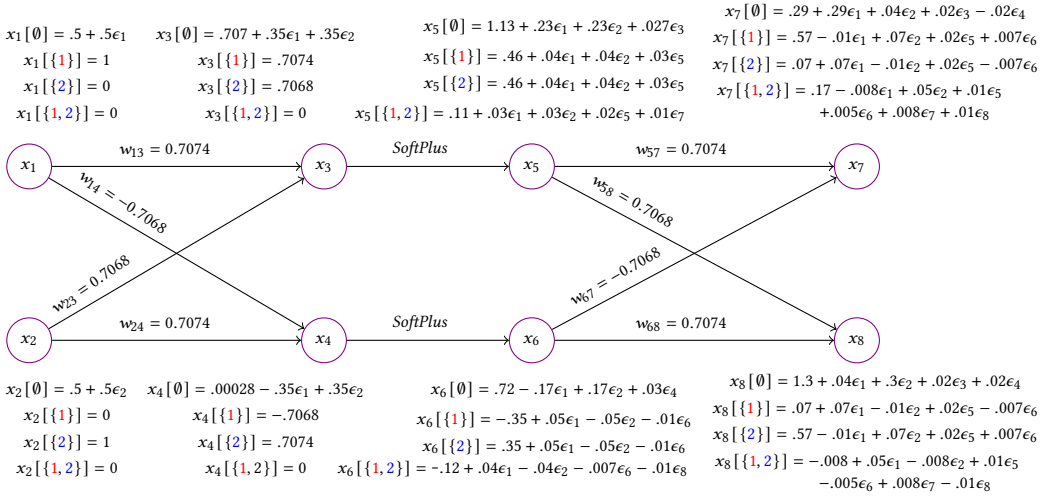 x₁[∅] = .5 + .5ϵ₁
x₁[{1}] = 1
x₁[{2}] = 0
x₁[{1, 2}] = 0
x₃[∅] = .707 + .35ϵ₁ + .35ϵ₂
x₃[{1}] = .7074
x₃[{2}] = .7068
x₃[{1, 2}] = 0
x₅[∅] = 1.13 + .23ϵ₁ + .23ϵ₂ + .027ϵ₃
x₅[{1}] = .46 + .04ϵ₁ + .04ϵ₂ + .03ϵ₅
x₅[{2}] = .46 + .04ϵ₁ + .04ϵ₂ + .03ϵ₅
x₅[{1, 2}] = .11 + .03ϵ₁ + .03ϵ₂ + .02ϵ₅ + .01ϵ₇
x₇[∅] = .29 + .29ϵ₁ + .04ϵ₂ + .02ϵ₃ − .02ϵ₄
x₇[{1}] = .57 − .01ϵ₁ + .07ϵ₂ + .02ϵ₅ + .007ϵ₆
x₇[{2}] = .07 + .07ϵ₁ − .01ϵ₂ + .02ϵ₅ − .007ϵ₆
x₇[{1, 2}] = .17 − .008ϵ₁ + .05ϵ₂ + .01ϵ₅
+.005ϵ₆ + .008ϵ₇ + .01ϵ₈
x₁
w₁₃ = 0.7074
x₃
SoftPlus
x₅
w₅₇ = 0.7074
x₇
w₁₄ = −0.7068
w₅₈ = 0.7068
w₂₃ = 0.7068
w₆₇ = −0.7068
x₂
w₂₄ = 0.7074
x₄
SoftPlus
x₆
w₆₈ = 0.7074
x₈
x₂[∅] = .5 + .5ϵ₂
x₂[{1}] = 0
x₂[{2}] = 1
x₂[{1, 2}] = 0
x₄[∅] = .00028 − .35ϵ₁ + .35ϵ₂
x₄[{1}] = −.7068
x₄[{2}] = .7074
x₄[{1, 2}] = 0
x₆[∅] = .72 − .17ϵ₁ + .17ϵ₂ + .03ϵ₄
x₆[{1}] = −.35 + .05ϵ₁ − .05ϵ₂ − .01ϵ₆
x₆[{2}] = .35 + .05ϵ₁ − .05ϵ₂ − .01ϵ₆
x₆[{1, 2}] = −.12 + .04ϵ₁ − .04ϵ₂ − .007ϵ₆ − .01ϵ₈
x₈[∅] = 1.3 + .04ϵ₁ + .3ϵ₂ + .02ϵ₃ + .02ϵ₄
x₈[{1}] = .07 + .07ϵ₁ − .01ϵ₂ + .02ϵ₅ − .007ϵ₆
x₈[{2}] = .57 − .01ϵ₁ + .07ϵ₂ + .02ϵ₅ + .007ϵ₆
x₈[{1, 2}] = −.008 + .05ϵ₁ − .008ϵ₂ + .01ϵ₅
−.005ϵ₆ + .008ϵ₇ − .01ϵ₈